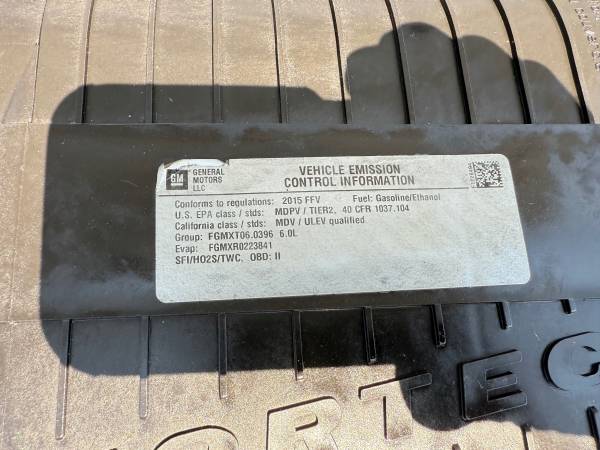 GM
GENERAL
MOTORS
LLC
VEHICLE EMISSION
CONTROL INFORMATION
Conforms to regulations: 2015 FFV Fuel: Gasoline/Ethanol
U.S. EPA class / stds: MDPV / TIER2, 40 CFR 1037.104
California class / stds: MDV / ULEV qualified
Group: FGMXT06.0396 6.0L
Evap: FGMXR0223841
SFI/HO2S/TWC, OBD: II
ORTEC